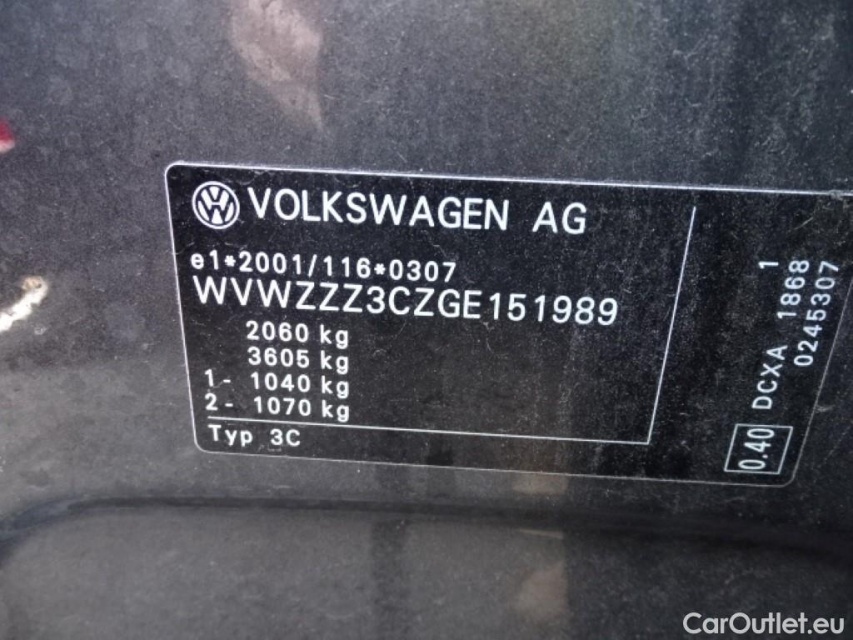 VOLKSWAGEN AG
e1*2001/116*0307
WVWZZZ3CZGE151989
2060 kg
3605 kg
1- 1040 kg
2- 1070 kg
Typ 3C
0.40 DCXA 1868 1
0245307
CarOutlet.eu